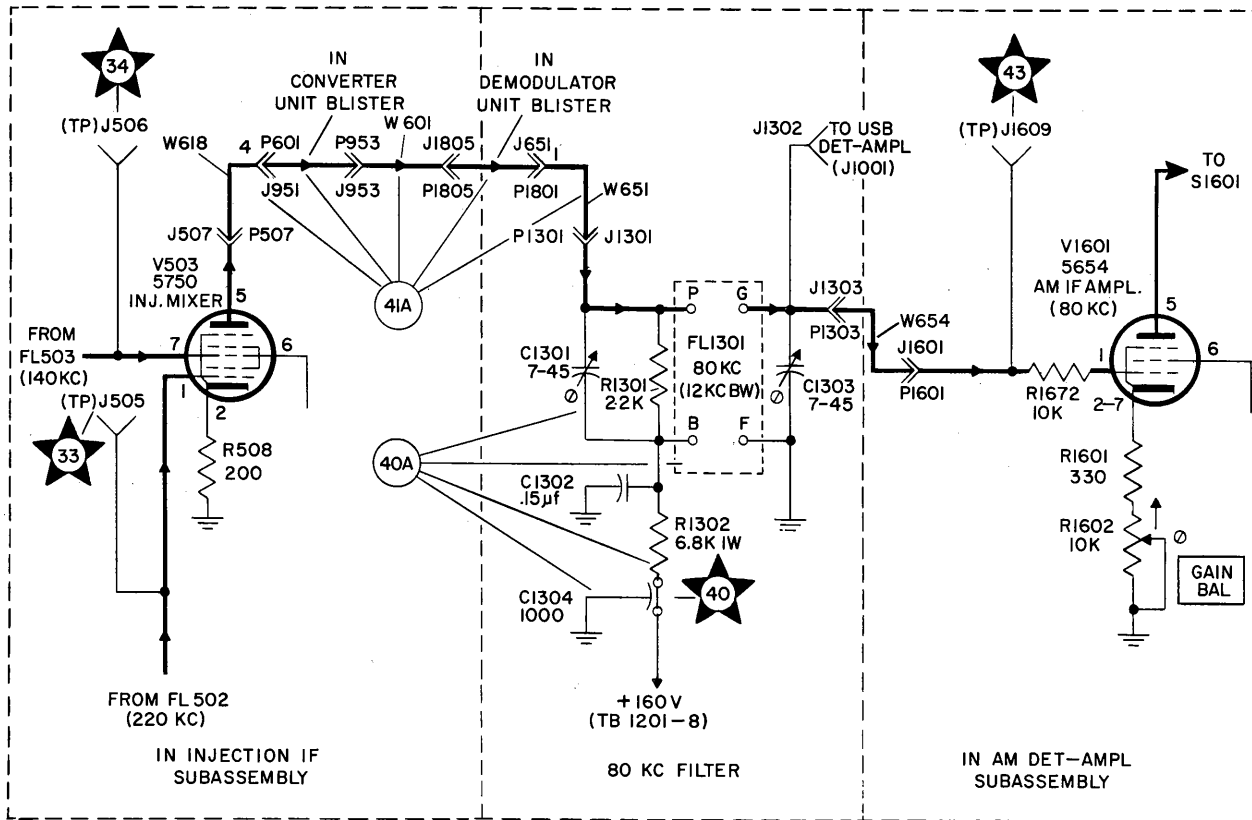 34
(TP) J506
W618
IN
CONVERTER
UNIT BLISTER
W 601
IN
DEMODULATOR
UNIT BLISTER
4
P601
J951
P953
J953
J1805
P1805
J651
P1801
1
W651
P1301
J1301
J507
P507
V503
5750
INJ. MIXER
5
FROM
FL503
(140KC)
7
6
1
2
(TP) J505
33
R508
200
FROM FL 502
(220 KC)
IN INJECTION IF
SUBASSEMBLY
41A
40A
C1301
7-45
R1301
22K
P
G
FL1301
80 KC
(12KC BW)
B
F
C1302
.15µf
R1302
6.8K 1W
C1304
1000
40
+160V
(TB 1201-8)
80 KC FILTER
J1302
TO USB
DET-AMPL
(J1001)
C1303
7-45
J1303
P1303
W654
J1601
P1601
43
(TP) J1609
R1672
10K
TO
S1601
V1601
5654
AM IF AMPL.
(80 KC)
5
1
6
2-7
R1601
330
R1602
10K
GAIN
BAL
IN AM DET-AMPL
SUBASSEMBLY